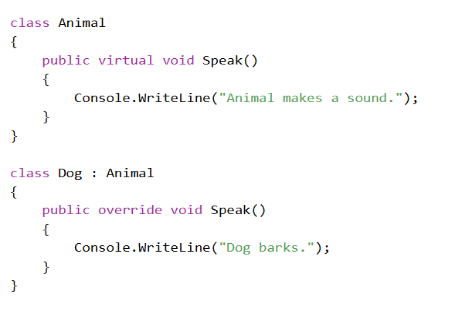 class Animal
{
    public virtual void Speak()
    {
        Console.WriteLine("Animal makes a sound.");
    }
}

class Dog : Animal
{
    public override void Speak()
    {
        Console.WriteLine("Dog barks.");
    }
}